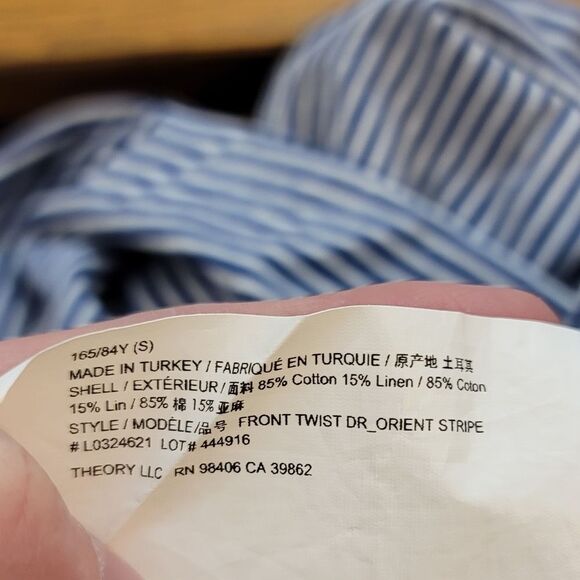 165/84Y (S)
MADE IN TURKEY / FABRIQUÉ EN TURQUIE / 原产地 土耳其
SHELL / EXTÉRIEUR / 面料 85% Cotton 15% Linen / 85% Coton
15% Lin / 85% 棉 15% 亚麻
STYLE / MODÈLE / 品号 FRONT TWIST DR_ORIENT STRIPE
# L0324621 LOT# 444916
THEORY LLC RN 98406 CA 39862